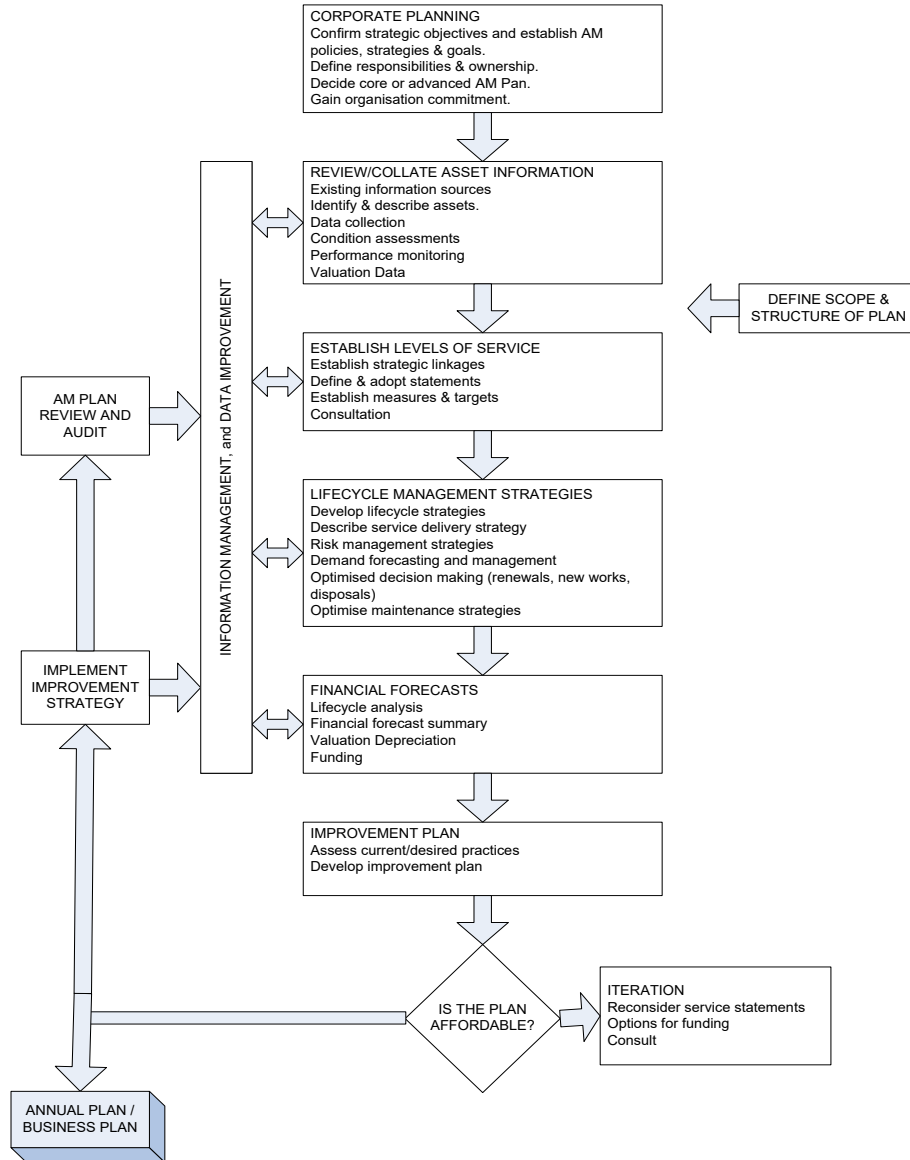 CORPORATE PLANNING
Confirm strategic objectives and establish AM
policies, strategies & goals.
Define responsibilities & ownership.
Decide core or advanced AM Pan.
Gain organisation commitment.
REVIEW/COLLATE ASSET INFORMATION
Existing information sources
Identify & describe assets.
Data collection
Condition assessments
Performance monitoring
Valuation Data
DEFINE SCOPE &
STRUCTURE OF PLAN
INFORMATION MANAGEMENT, and DATA IMPROVEMENT
ESTABLISH LEVELS OF SERVICE
Establish strategic linkages
Define & adopt statements
Establish measures & targets
Consultation
AM PLAN
REVIEW AND
AUDIT
LIFECYCLE MANAGEMENT STRATEGIES
Develop lifecycle strategies
Describe service delivery strategy
Risk management strategies
Demand forecasting and management
Optimised decision making (renewals, new works,
disposals)
Optimise maintenance strategies
IMPLEMENT
IMPROVEMENT
STRATEGY
FINANCIAL FORECASTS
Lifecycle analysis
Financial forecast summary
Valuation Depreciation
Funding
IMPROVEMENT PLAN
Assess current/desired practices
Develop improvement plan
IS THE PLAN
AFFORDABLE?
ITERATION
Reconsider service statements
Options for funding
Consult
ANNUAL PLAN /
BUSINESS PLAN